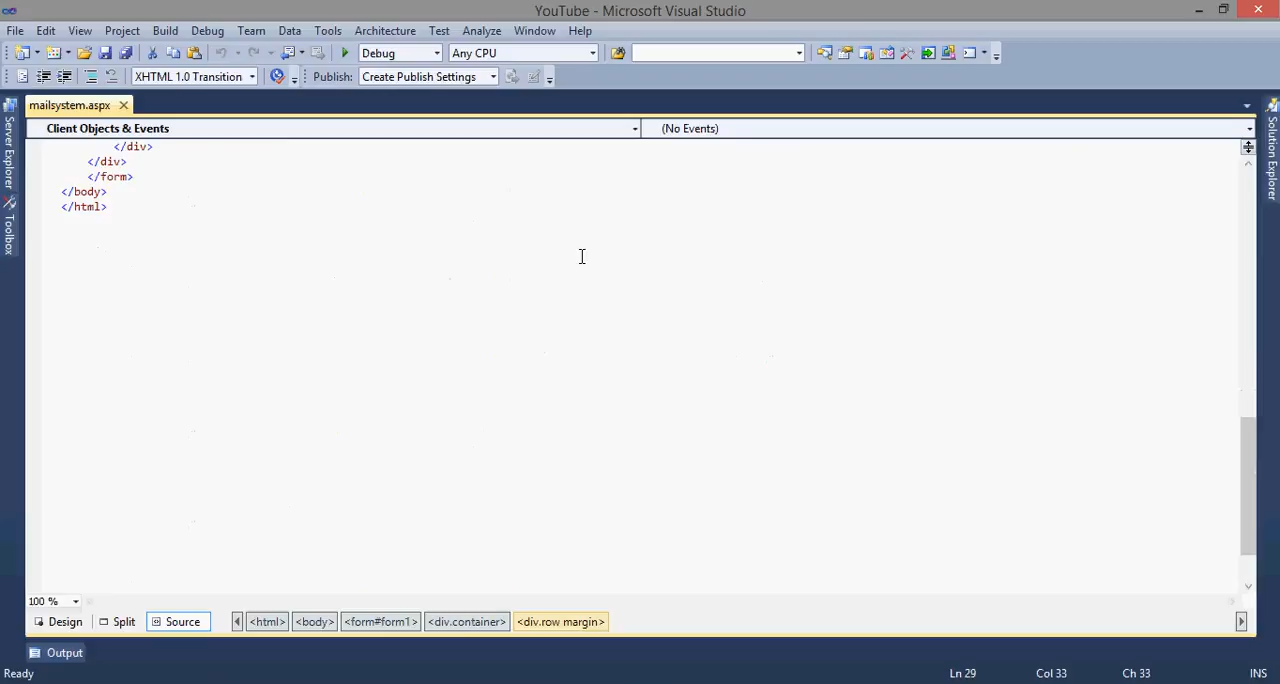 YouTube - Microsoft Visual Studio
File Edit View Project Build Debug Team Data Tools Architecture Test Analyze Window Help
Debug Any CPU
XHTML 1.0 Transition Publish: Create Publish Settings
mailsystem.aspx
Client Objects & Events (No Events)
Server Explorer
Toolbox
Solution Explorer
</div>
</div>
</form>
</body>
</html>
100 %
Design Split Source <html> <body> <form#form1> <div.container> <div.row margin>
Output
Ready Ln 29 Col 33 Ch 33 INS